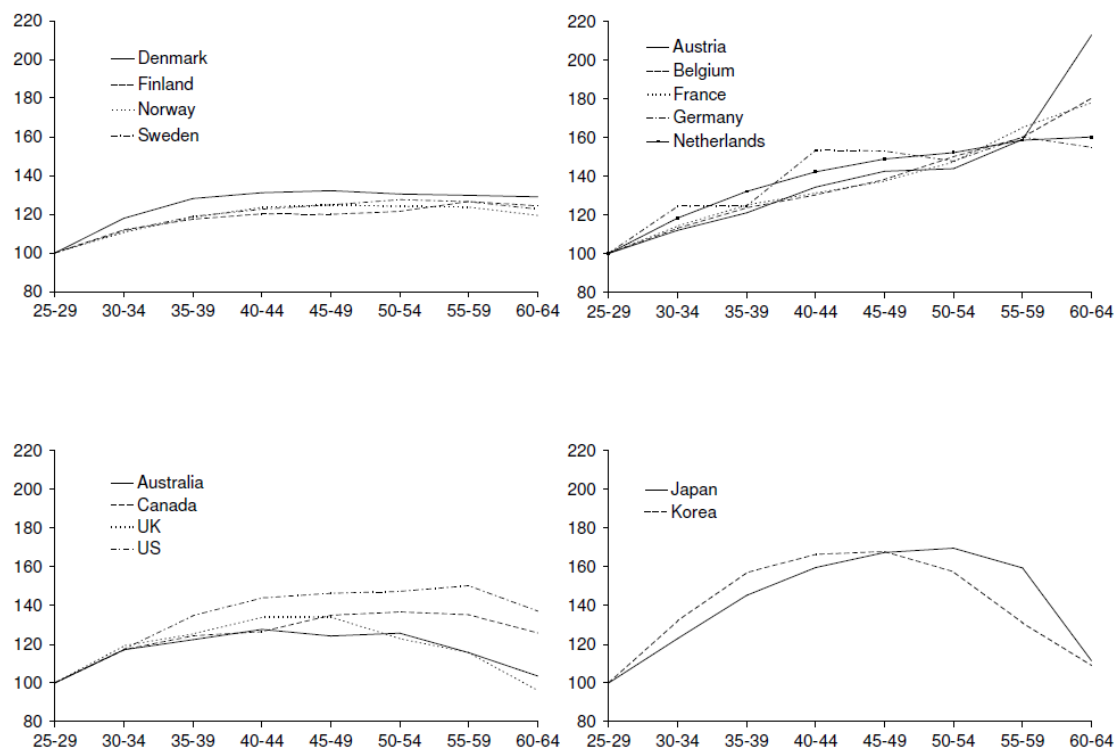 220
200
180
160
140
120
100
80
Denmark
Finland
Norway
Sweden
25-29 30-34 35-39 40-44 45-49 50-54 55-59 60-64
220
200
180
160
140
120
100
80
Austria
Belgium
France
Germany
Netherlands
25-29 30-34 35-39 40-44 45-49 50-54 55-59 60-64
220
200
180
160
140
120
100
80
Australia
Canada
UK
US
25-29 30-34 35-39 40-44 45-49 50-54 55-59 60-64
220
200
180
160
140
120
100
80
Japan
Korea
25-29 30-34 35-39 40-44 45-49 50-54 55-59 60-64